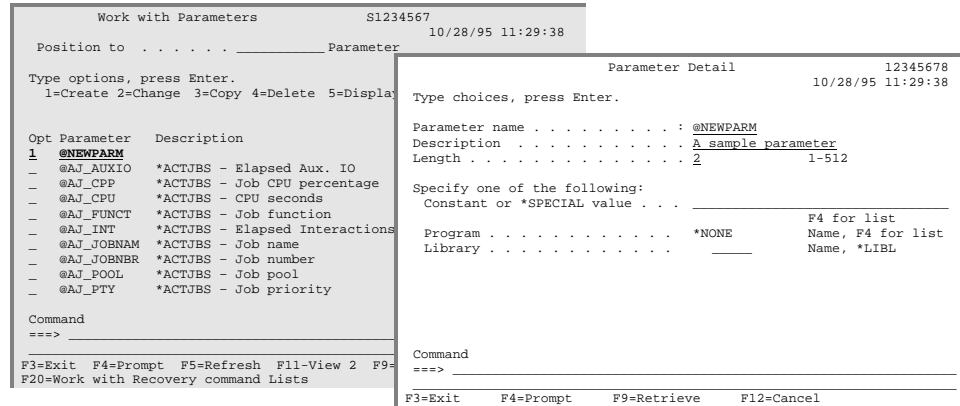 Work with Parameters S1234567
10/28/95 11:29:38
Position to . . . . . . ___________ Parameter
Type options, press Enter.
1=Create 2=Change 3=Copy 4=Delete 5=Displa
Opt Parameter Description
1 @NEWPARM
_ @AJ_AUXIO *ACTJBS - Elapsed Aux. IO
_ @AJ_CPP *ACTJBS - Job CPU percentage
_ @AJ_CPU *ACTJBS - CPU seconds
_ @AJ_FUNCT *ACTJBS - Job function
_ @AJ_INT *ACTJBS - Elapsed Interactions
_ @AJ_JOBNAM *ACTJBS - Job name
_ @AJ_JOBNBR *ACTJBS - Job number
_ @AJ_POOL *ACTJBS - Job pool
_ @AJ_PTY *ACTJBS - Job priority
Command
===> 
F3=Exit F4=Prompt F5=Refresh F11-View 2 F9=
F20=Work with Recovery command Lists
Parameter Detail 12345678
10/28/95 11:29:38
Type choices, press Enter.
Parameter name . . . . . . . . . : @NEWPARM
Description . . . . . . . . . . . A sample parameter
Length . . . . . . . . . . . . . . 2 1-512
Specify one of the following:
Constant or *SPECIAL value . . . 
F4 for list
Program . . . . . . . . . . . . *NONE Name, F4 for list
Library . . . . . . . . . . . . _____ Name, *LIBL
Command
===> 
F3=Exit F4=Prompt F9=Retrieve F12=Cancel